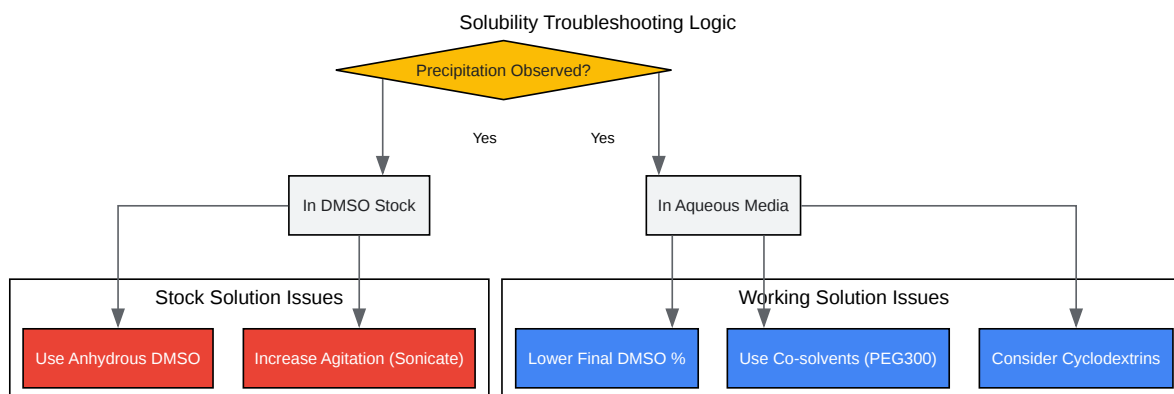 Solubility Troubleshooting Logic
Precipitation Observed?
Yes
Yes
In DMSO Stock
In Aqueous Media
Stock Solution Issues
Working Solution Issues
Use Anhydrous DMSO
Increase Agitation (Sonicate)
Lower Final DMSO %
Use Co-solvents (PEG300)
Consider Cyclodextrins